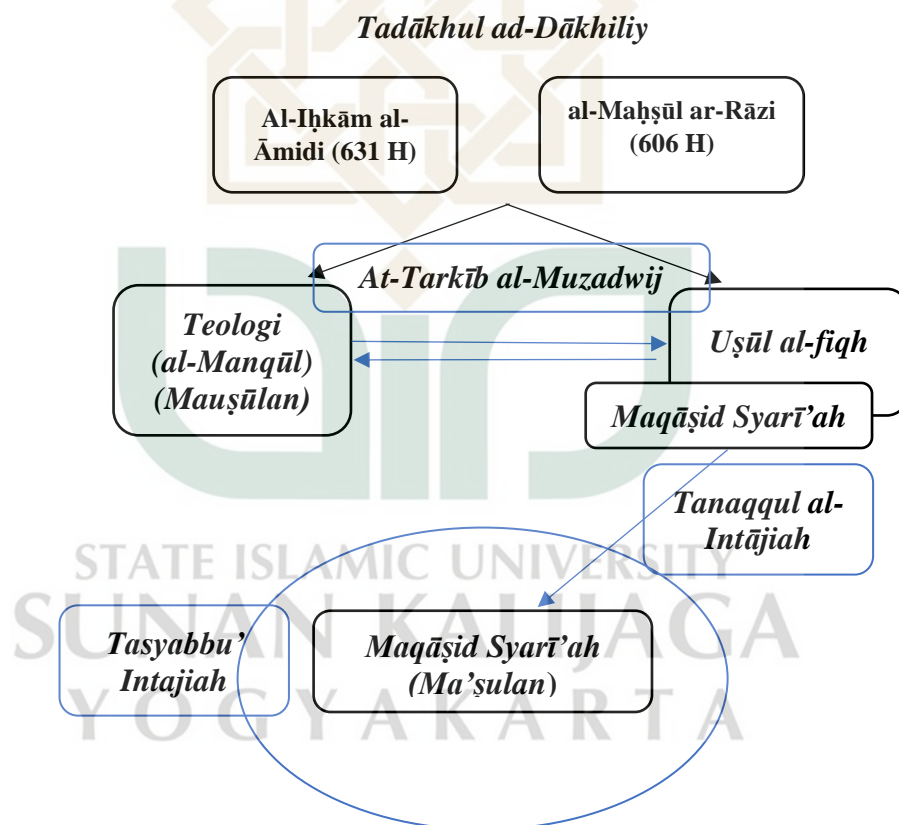 Tadākhul ad-Dākhiliy
Al-Iḥkām al-
Āmidi (631 H)
al-Maḥṣūl ar-Rāzi
(606 H)
At-Tarkīb al-Muzadwij
Teologi
(al-Manqūl)
(Mauṣūlan)
Uṣūl al-fiqh
Maqāṣid Syarī’ah
Tanaqqul al-
Intājiah
STATE ISLAMIC UNIVERSITY
SUNAN KALIJAGA
YOGYAKARTA
Tasyabbu’
Intajiah
Maqāṣid Syarī’ah
(Ma’ṣulan)